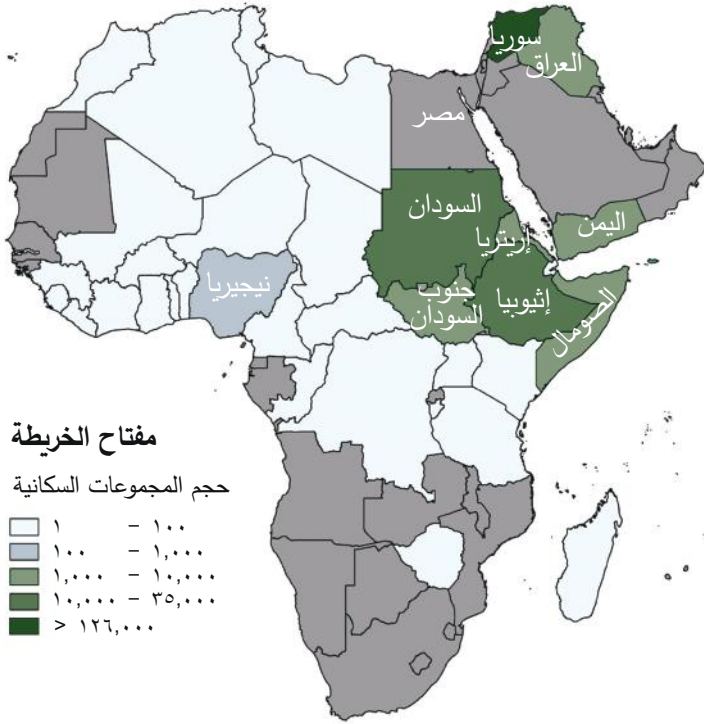 سوريا
العراق
مصر
السودان
إريتريا
اليمن
نيجيريا
جنوب
السودان
إثيوبيا
الصومال
مفتاح الخريطة
حجم المجموعات السكانية
١ – ١٠٠
١٠٠ – ١,٠٠٠
١,٠٠٠ – ١٠,٠٠٠
١٠,٠٠٠ – ٣٥,٠٠٠
> ١٢٦,٠٠٠